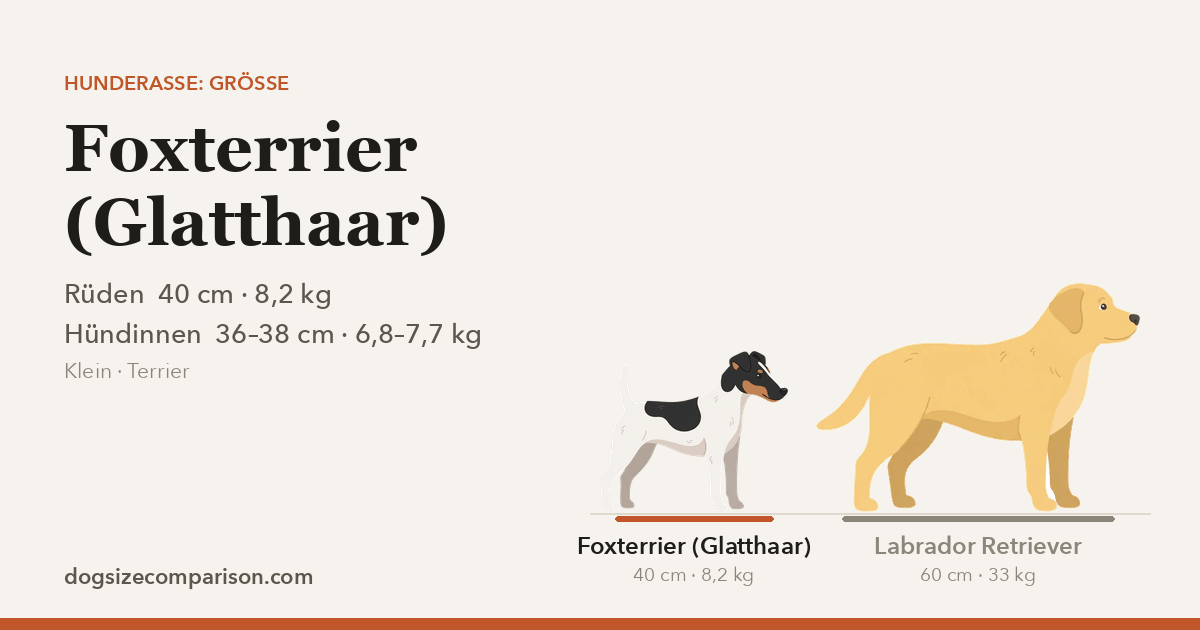 HUNDERASSE: GRÖSSE
Foxterrier
(Glatthaar)
Rüden 40 cm · 8,2 kg
Hündinnen 36–38 cm · 6,8–7,7 kg
Klein · Terrier
Foxterrier (Glatthaar)
40 cm · 8,2 kg
Labrador Retriever
60 cm · 33 kg
dogsizecomparison.com